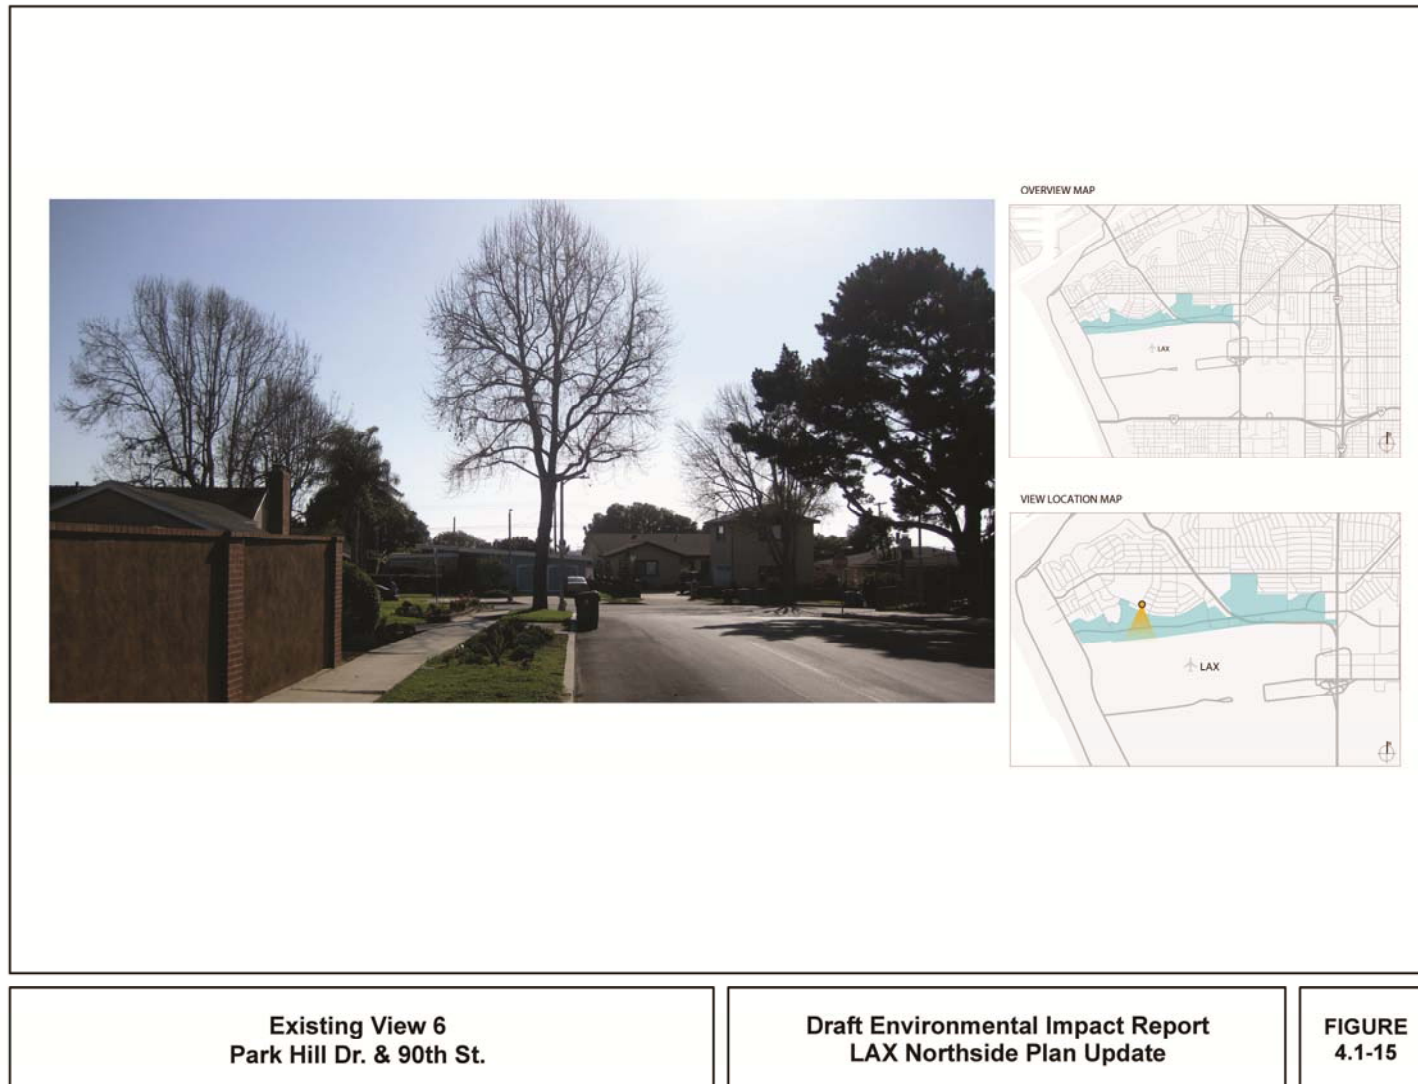 OVERVIEW MAP
LAX
VIEW LOCATION MAP
LAX
Existing View 6
Park Hill Dr. & 90th St.
Draft Environmental Impact Report
LAX Northside Plan Update
FIGURE
4.1-15